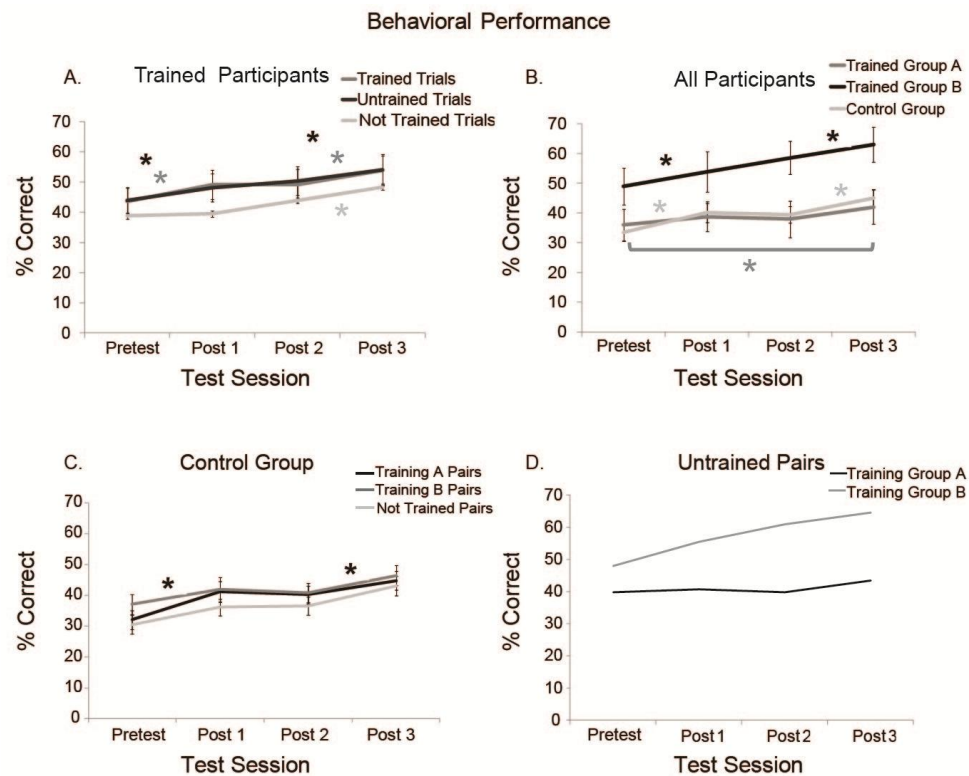 Behavioral Performance
A.
Trained Participants
Trained Trials
Untrained Trials
Not Trained Trials
70
60
50
40
30
20
10
0
% Correct
*
*
*
*
*
Pretest
Post 1
Post 2
Post 3
Test Session
B.
All Participants
Trained Group A
Trained Group B
Control Group
70
60
50
40
30
20
10
0
% Correct
*
*
*
*
*
Pretest
Post 1
Post 2
Post 3
Test Session
C.
Control Group
Training A Pairs
Training B Pairs
Not Trained Pairs
70
60
50
40
30
20
10
0
% Correct
*
*
Pretest
Post 1
Post 2
Post 3
Test Session
D.
Untrained Pairs
Training Group A
Training Group B
70
60
50
40
30
20
10
0
% Correct
Pretest
Post 1
Post 2
Post 3
Test Session